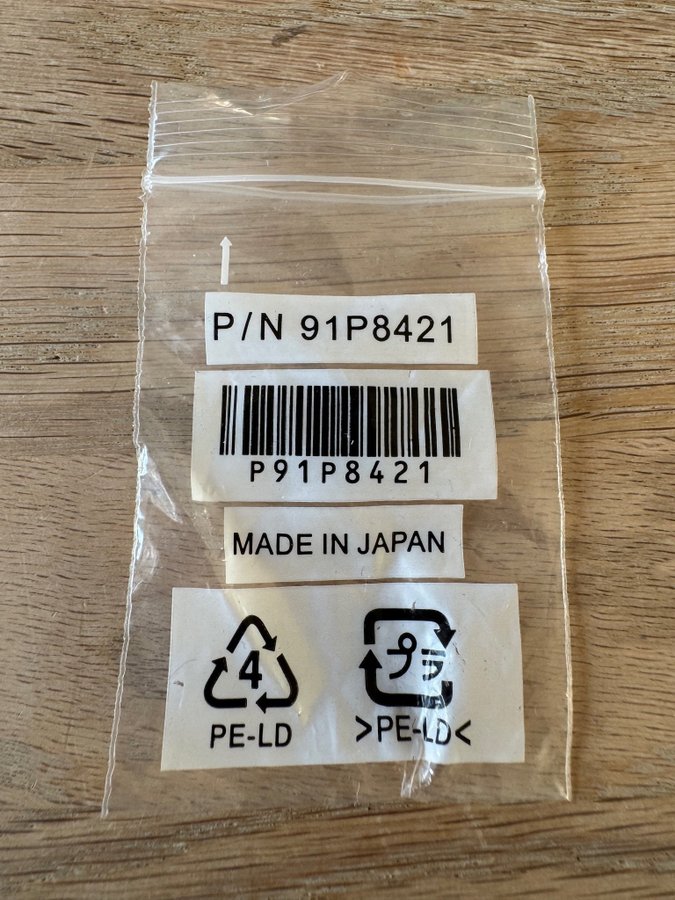 P/N 91P8421
P91P8421
MADE IN JAPAN
4 プラ
PE-LD >PE-LD<